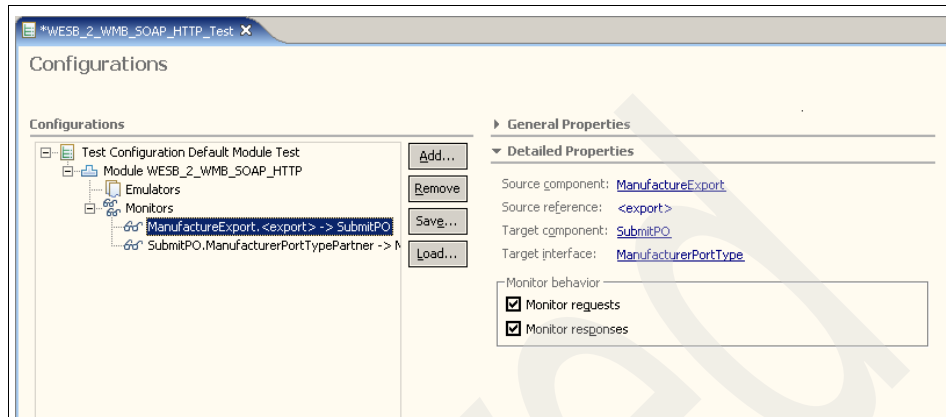 *WESB_2_WMB_SOAP_HTTP_Test
Configurations
Configurations
Test Configuration Default Module Test
Module WESB_2_WMB_SOAP_HTTP
Emulators
Monitors
ManufactureExport.<export> -> SubmitPO
SubmitPO.ManufacturerPortTypePartner -> M
Add...
Remove
Save...
Load...
General Properties
Detailed Properties
Source component: ManufactureExport
Source reference: <export>
Target component: SubmitPO
Target interface: ManufacturerPortType
Monitor behavior
Monitor requests
Monitor responses